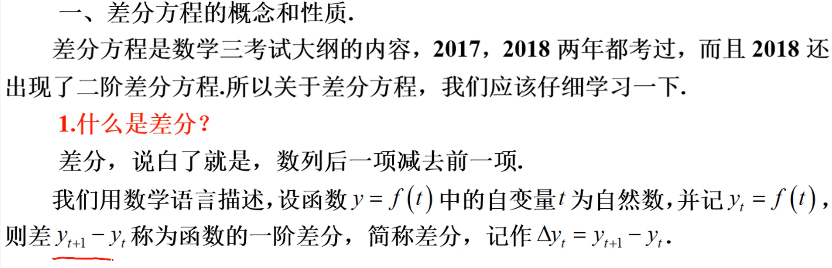 一、差分方程的概念和性质.
差分方程是数学三考试大纲的内容，2017，2018 两年都考过，而且 2018 还
出现了二阶差分方程.所以关于差分方程，我们应该仔细学习一下.
1.什么是差分？
差分，说白了就是，数列后一项减去前一项.
我们用数学语言描述，设函数 y = f(t) 中的自变量 t 为自然数，并记 yₜ = f(t)，
则差 yₜ₊₁ − yₜ 称为函数的一阶差分，简称差分，记作 Δyₜ = yₜ₊₁ − yₜ.